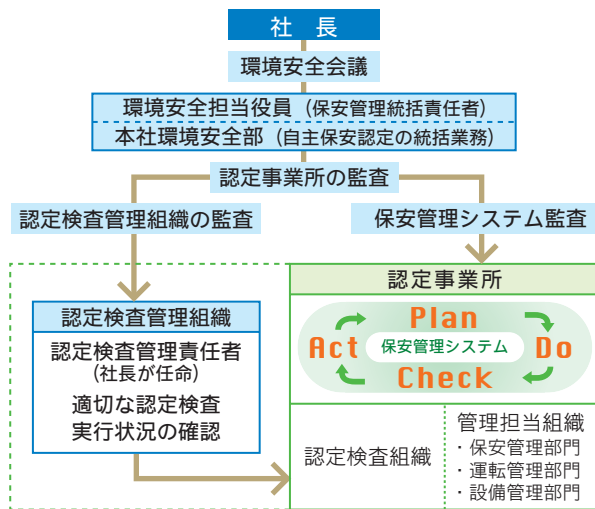 社 長
環境安全会議
環境安全担当役員（保安管理統括責任者）
本社環境安全部（自主保安認定の統括業務）
認定事業所の監査
認定検査管理組織の監査
保安管理システム監査
認定検査管理組織
認定検査管理責任者
（社長が任命）
適切な認定検査
実行状況の確認
認定事業所
Plan
Act
保安管理システム
Do
Check
認定検査組織
管理担当組織
・保安管理部門
・運転管理部門
・設備管理部門